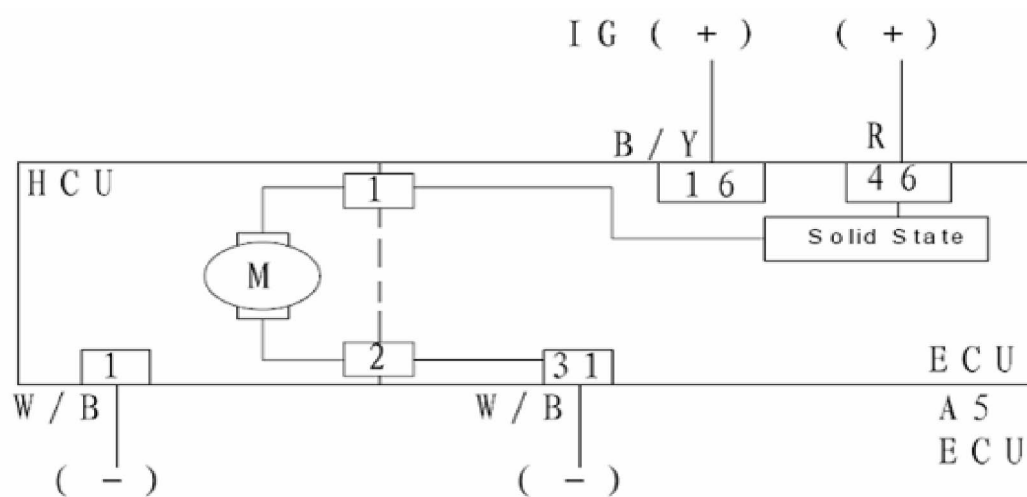 IG (+) (+)
B/Y R
HCU 1 16 46
Solid State
M
1 2 31 ECU
W/B W/B A5
ECU
(-) (-)